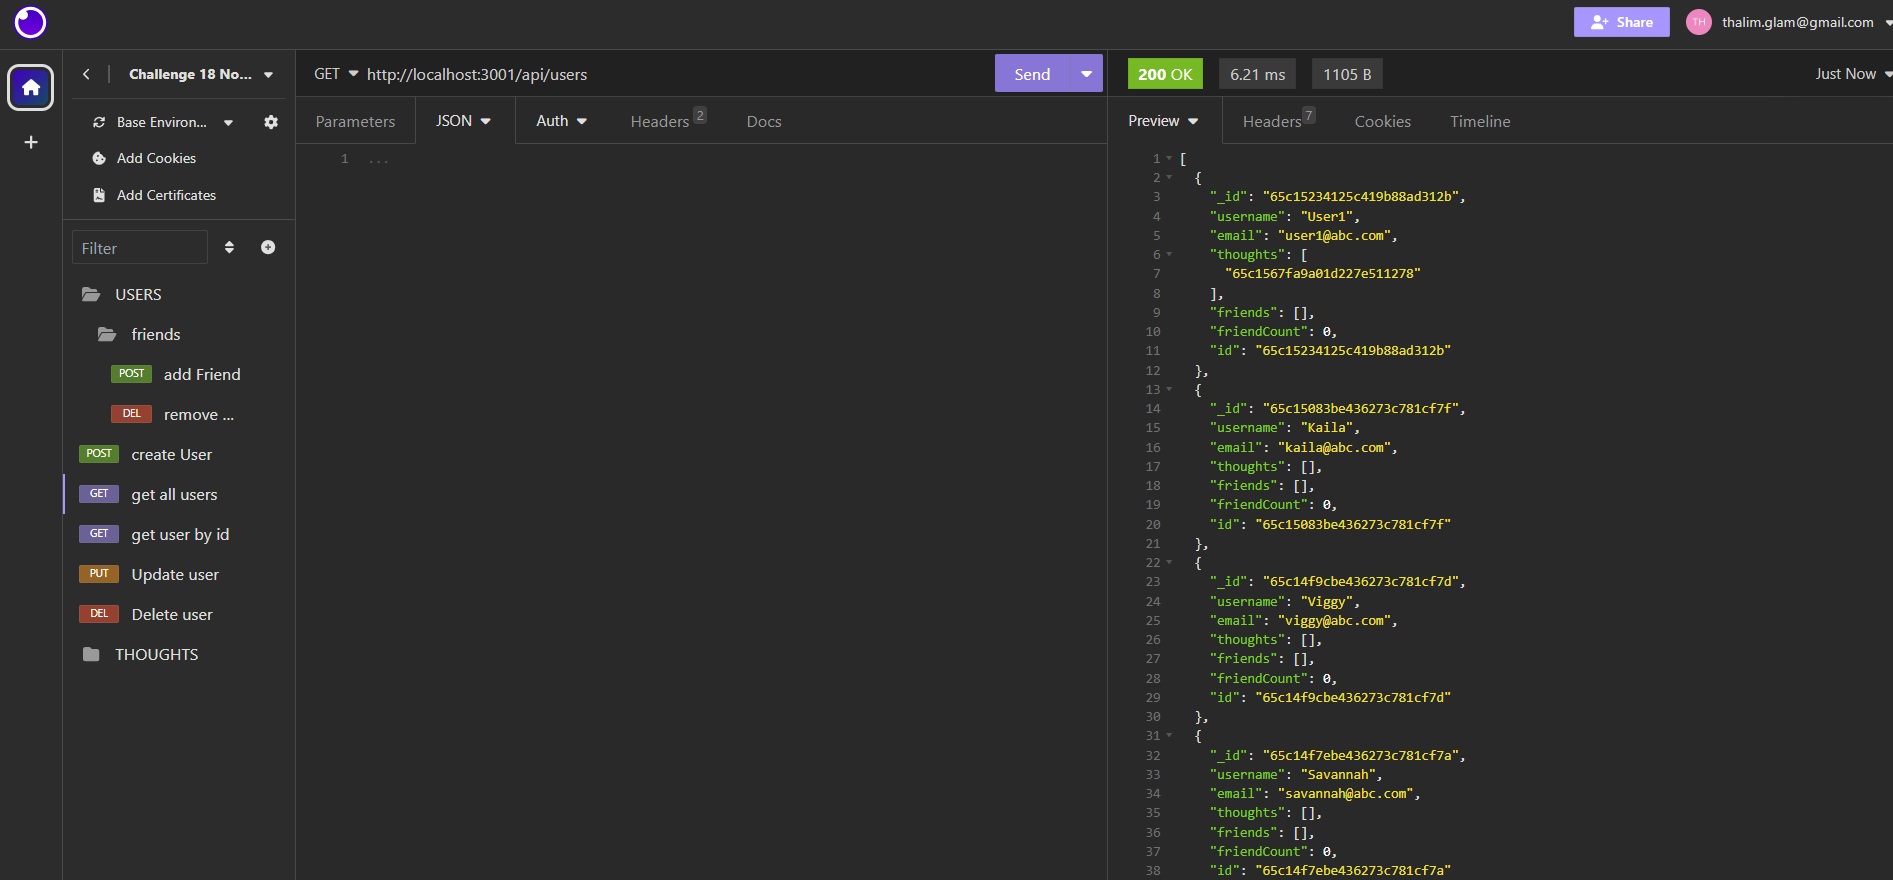 Share
TH
thalim.glam@gmail.com
Challenge 18 No...
Base Environ...
Add Cookies
Add Certificates
Filter
USERS
friends
POST add Friend
DEL remove ...
POST create User
GET get all users
GET get user by id
PUT Update user
DEL Delete user
THOUGHTS
GET http://localhost:3001/api/users
Send
Parameters JSON Auth Headers 2 Docs
1 ...
200 OK 6.21 ms 1105 B Just Now
Preview Headers 7 Cookies Timeline
1 [
2 {
3 "_id": "65c15234125c419b88ad312b",
4 "username": "User1",
5 "email": "user1@abc.com",
6 "thoughts": [
7 "65c1567fa9a01d227e511278"
8 ],
9 "friends": [],
10 "friendCount": 0,
11 "id": "65c15234125c419b88ad312b"
12 },
13 {
14 "_id": "65c15083be436273c781cf7f",
15 "username": "Kaila",
16 "email": "kaila@abc.com",
17 "thoughts": [],
18 "friends": [],
19 "friendCount": 0,
20 "id": "65c15083be436273c781cf7f"
21 },
22 {
23 "_id": "65c14f9cbe436273c781cf7d",
24 "username": "Viggy",
25 "email": "viggy@abc.com",
26 "thoughts": [],
27 "friends": [],
28 "friendCount": 0,
29 "id": "65c14f9cbe436273c781cf7d"
30 },
31 {
32 "_id": "65c14f7ebe436273c781cf7a",
33 "username": "Savannah",
34 "email": "savannah@abc.com",
35 "thoughts": [],
36 "friends": [],
37 "friendCount": 0,
38 "id": "65c14f7ebe436273c781cf7a"